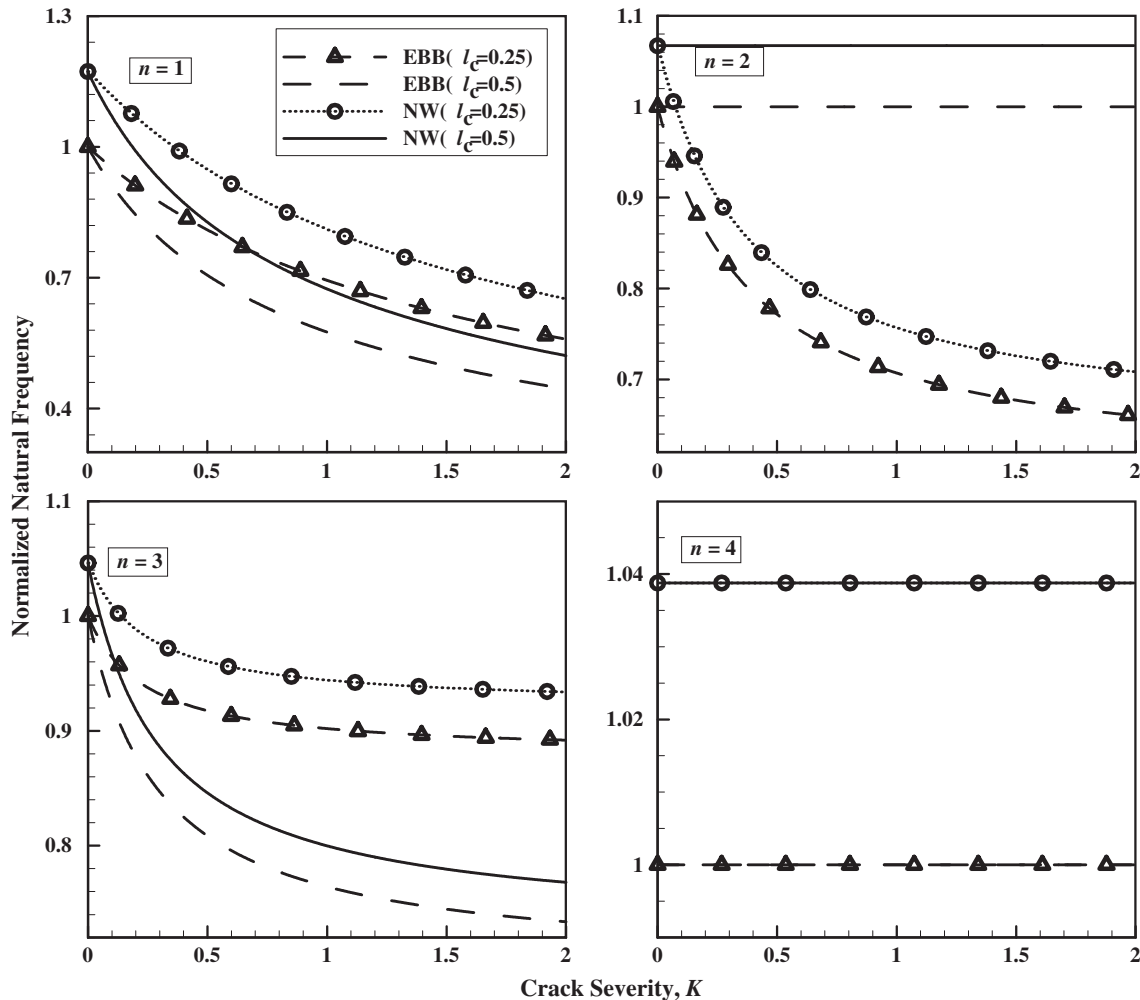 Normalized Natural Frequency
1.3
1
0.7
0.4
n = 1
EBB( lc=0.25)
EBB( lc=0.5)
NW( lc=0.25)
NW( lc=0.5)
0 0.5 1 1.5 2
1.1
1
0.9
0.8
0.7
n = 2
0 0.5 1 1.5 2
1.1
1
0.9
0.8
n = 3
0 0.5 1 1.5 2
1.04
1.02
1
n = 4
0 0.5 1 1.5 2
Crack Severity, K